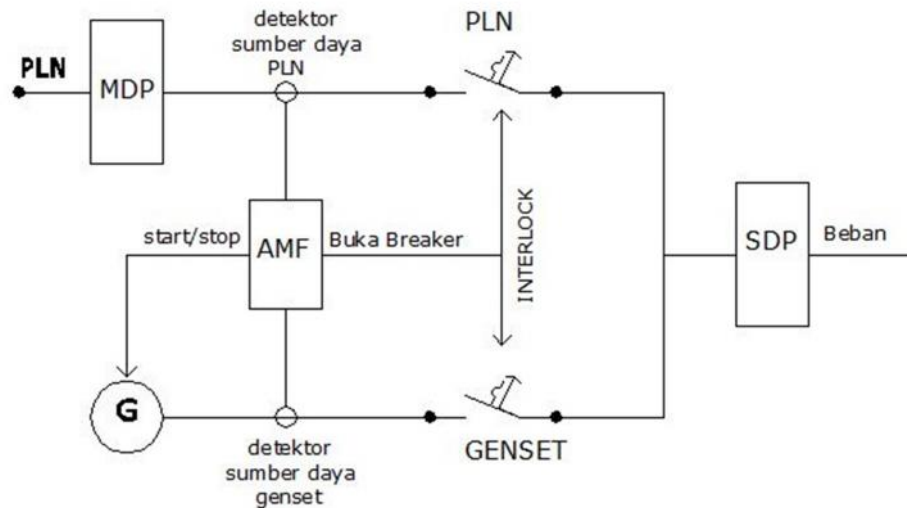 detektor
sumber daya
PLN
PLN
PLN
MDP
start/stop
AMF
Buka Breaker
INTERLOCK
SDP
Beban
G
detektor
sumber daya
genset
GENSET